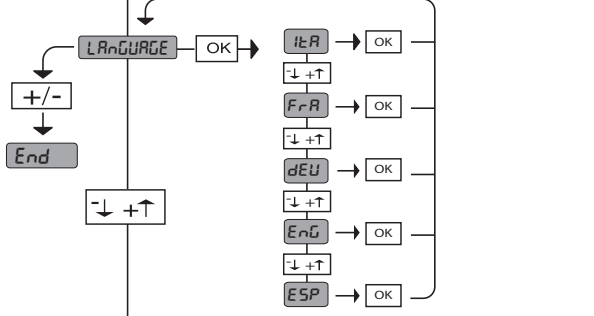 LAnGUAGE OK
+/-
End
-↓ +↑
ItA OK
-↓ +↑
FrA OK
-↓ +↑
dEU OK
-↓ +↑
EnG OK
-↓ +↑
ESP OK